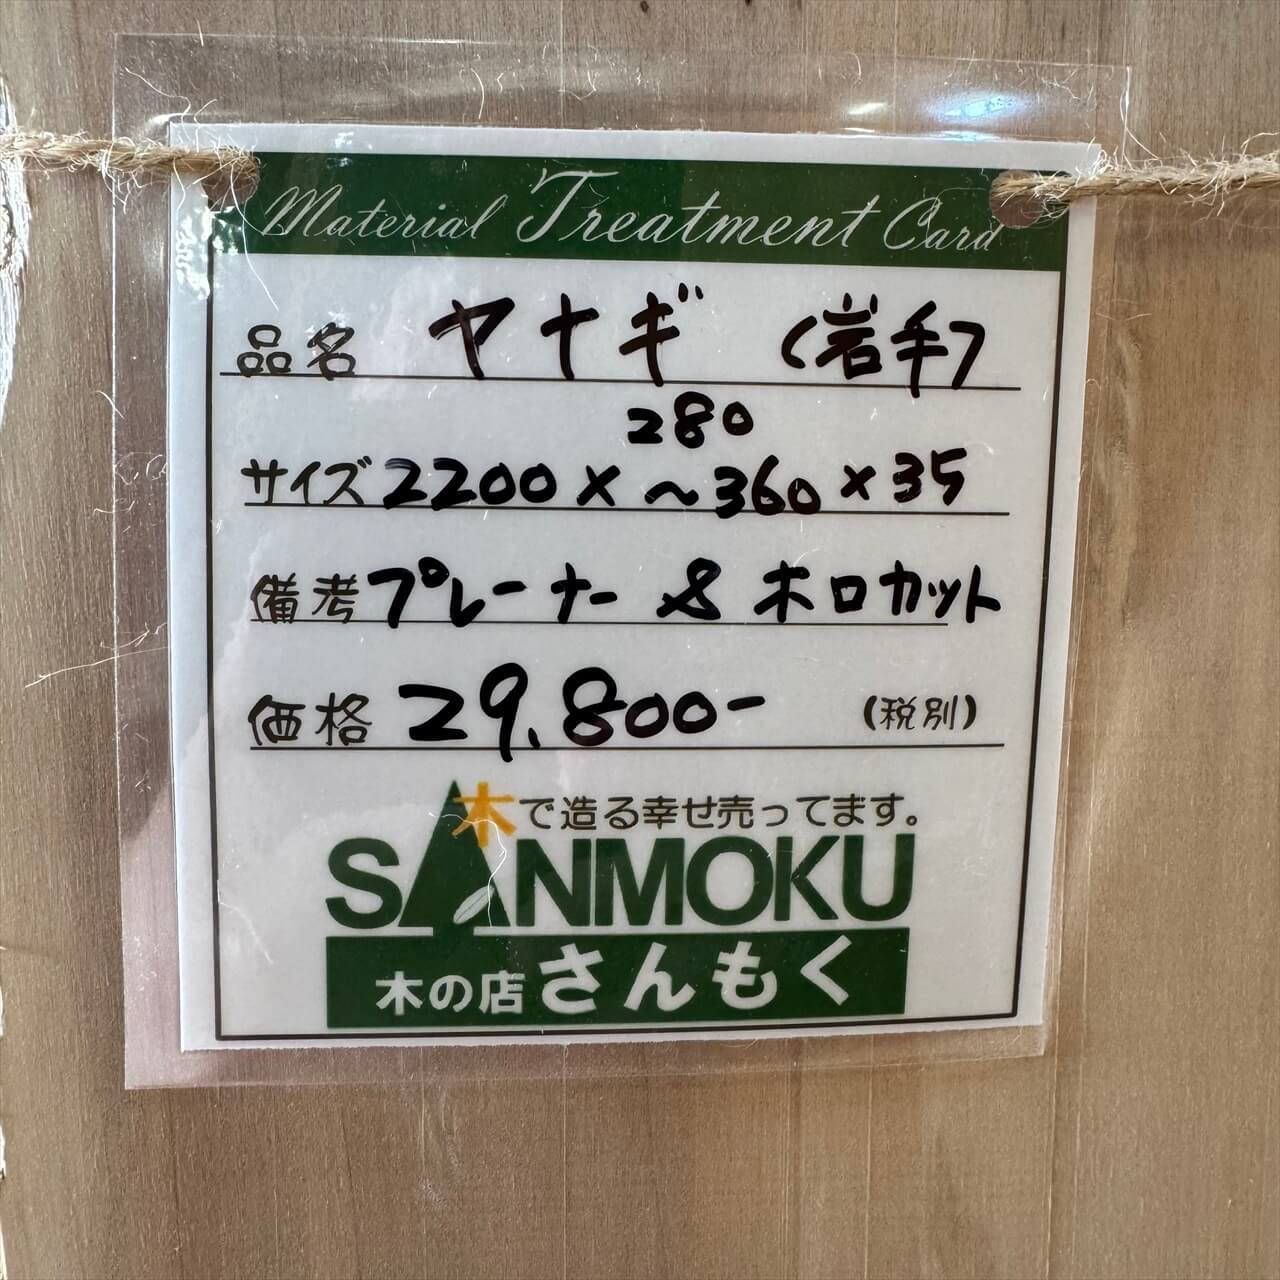 Material Treatment Card
品名 ヤナギ (岩手)
280
サイズ 2200 × ~360 × 35
備考 プレーナー & ホロカット
価格 29.800- (税別)
木で造る幸せ売ってます。
SANMOKU
木の店 さんもく